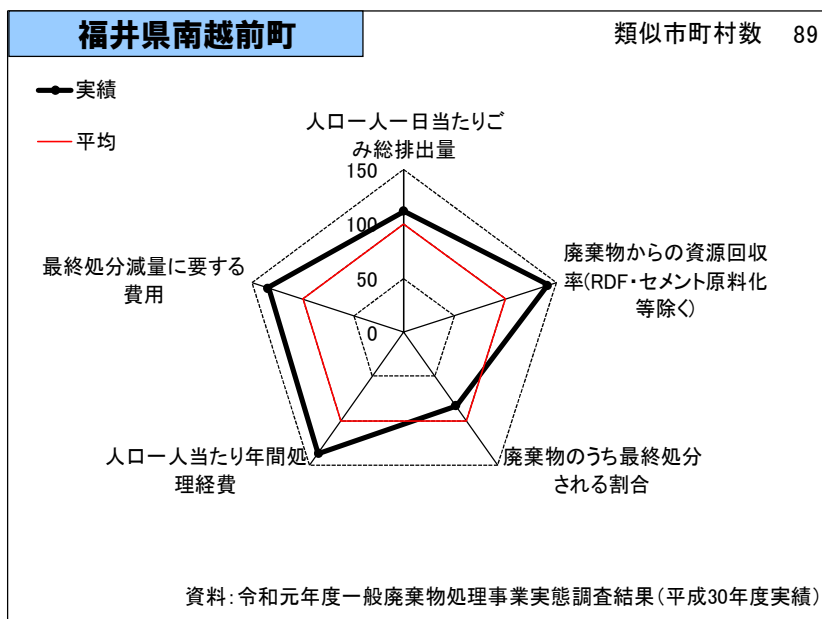 福井県南越前町
類似市町村数 89
実績
平均
人口一人一日当たりご
み総排出量
150
100
50
0
廃棄物からの資源回収
率(RDF・セメント原料化
等除く)
最終処分減量に要する
費用
人口一人当たり年間処
理経費
廃棄物のうち最終処分
される割合
資料:令和元年度一般廃棄物処理事業実態調査結果(平成30年度実績)